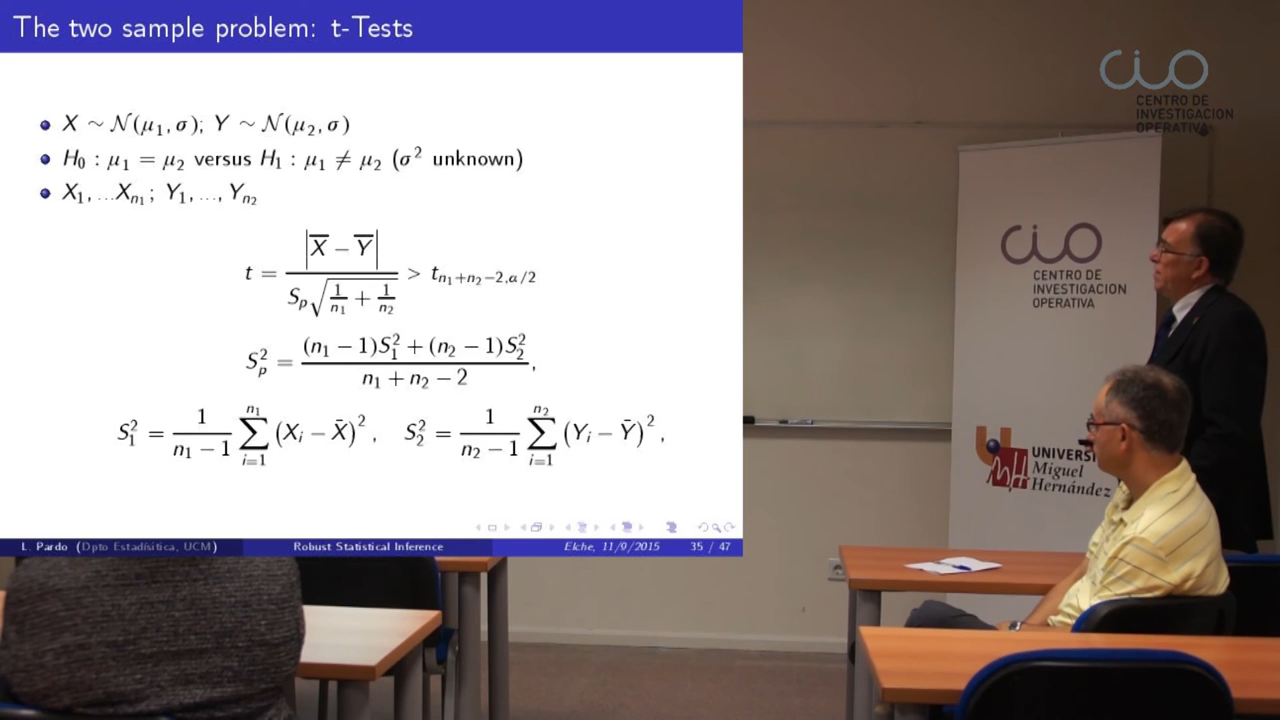 The two sample problem: t-Tests
X ∼ N(μ₁, σ); Y ∼ N(μ₂, σ)
H₀ : μ₁ = μ₂ versus H₁ : μ₁ ≠ μ₂ (σ² unknown)
X₁, ...Xₙ₁; Y₁, ..., Yₙ₂
t = |X̄ − Ȳ| / (Sₚ √(1/n₁ + 1/n₂)) > t_{n₁+n₂−2,α/2}
Sₚ² = ((n₁ − 1)S₁² + (n₂ − 1)S₂²) / (n₁ + n₂ − 2),
S₁² = 1/(n₁ − 1) ∑_{i=1}^{n₁} (Xᵢ − X̄)², S₂² = 1/(n₂ − 1) ∑_{i=1}^{n₂} (Yᵢ − Ȳ)²,
L. Pardo (Dpto Estadísitica, UCM) Robust Statistical Inference Elche, 11/9/2015 35 / 47
CIO
CENTRO DE
INVESTIGACION
OPERATIVA
CIO
CENTRO DE
INVESTIGACION
OPERATIVA
UNIVERSI
Miguel
Hernández